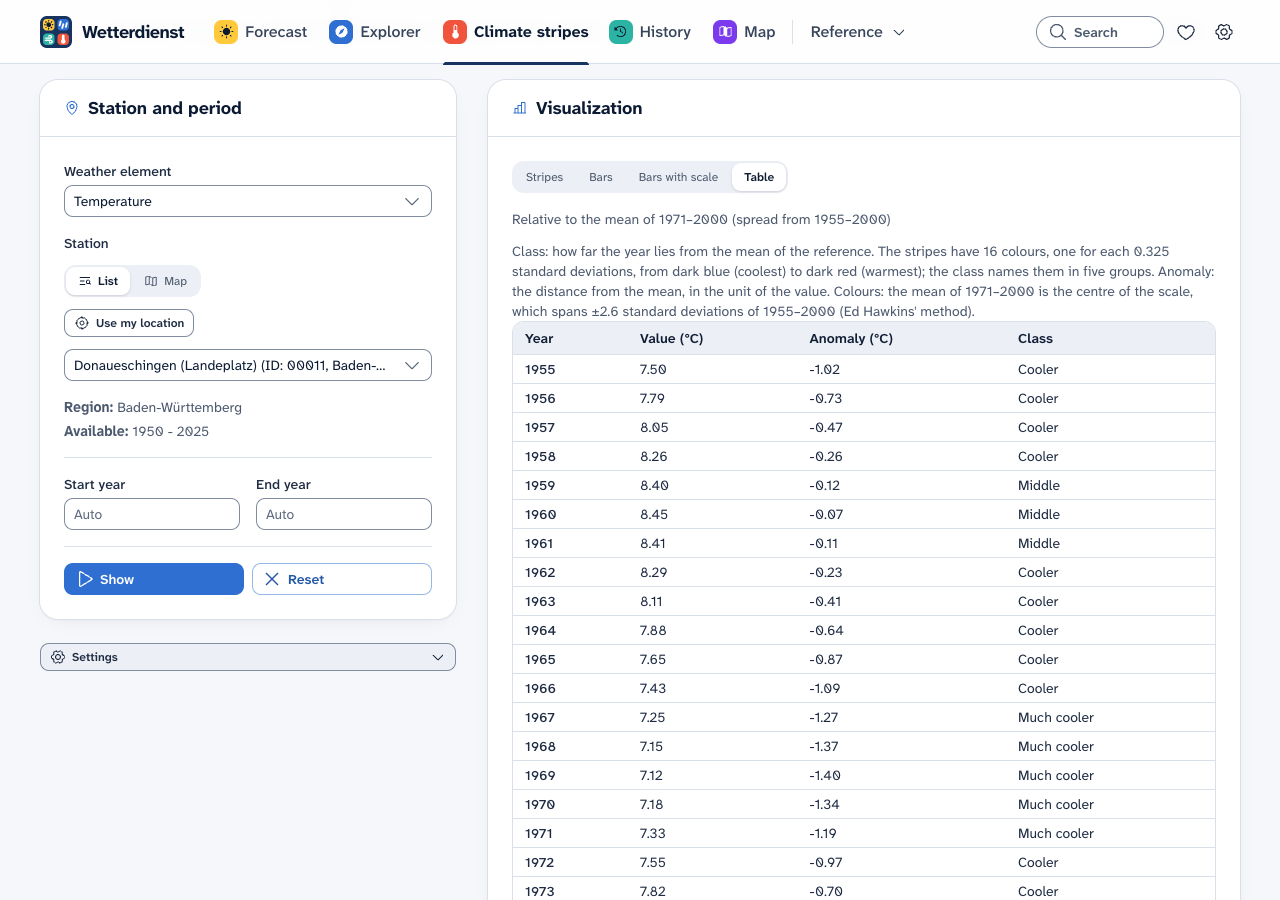 Wetterdienst
Forecast
Explorer
Climate stripes
History
Map
Reference
Search
Station and period
Weather element
Temperature
Station
List
Map
Use my location
Donaueschingen (Landeplatz) (ID: 00011, Baden-...
Region: Baden-Württemberg
Available: 1950 - 2025
Start year
End year
Auto
Auto
Show
Reset
Settings
Visualization
Stripes
Bars
Bars with scale
Table
Relative to the mean of 1971–2000 (spread from 1955–2000)
Class: how far the year lies from the mean of the reference. The stripes have 16 colours, one for each 0.325
standard deviations, from dark blue (coolest) to dark red (warmest); the class names them in five groups. Anomaly:
the distance from the mean, in the unit of the value. Colours: the mean of 1971–2000 is the centre of the scale,
which spans ±2.6 standard deviations of 1955–2000 (Ed Hawkins' method).
Year Value (°C) Anomaly (°C) Class
1955 7.50 -1.02 Cooler
1956 7.79 -0.73 Cooler
1957 8.05 -0.47 Cooler
1958 8.26 -0.26 Cooler
1959 8.40 -0.12 Middle
1960 8.45 -0.07 Middle
1961 8.41 -0.11 Middle
1962 8.29 -0.23 Cooler
1963 8.11 -0.41 Cooler
1964 7.88 -0.64 Cooler
1965 7.65 -0.87 Cooler
1966 7.43 -1.09 Cooler
1967 7.25 -1.27 Much cooler
1968 7.15 -1.37 Much cooler
1969 7.12 -1.40 Much cooler
1970 7.18 -1.34 Much cooler
1971 7.33 -1.19 Much cooler
1972 7.55 -0.97 Cooler
1973 7.82 -0.70 Cooler